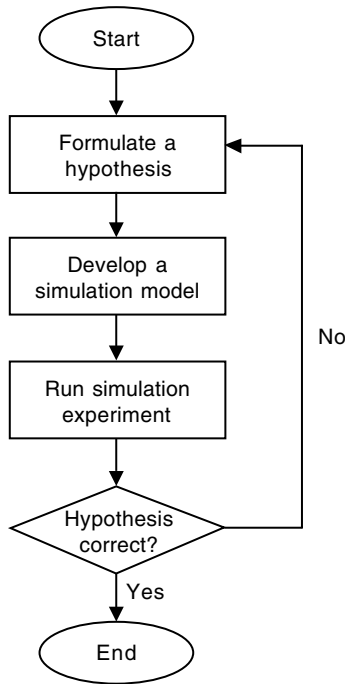 Start
Formulate a
hypothesis
Develop a
simulation model
No
Run simulation
experiment
Hypothesis
correct?
Yes
End